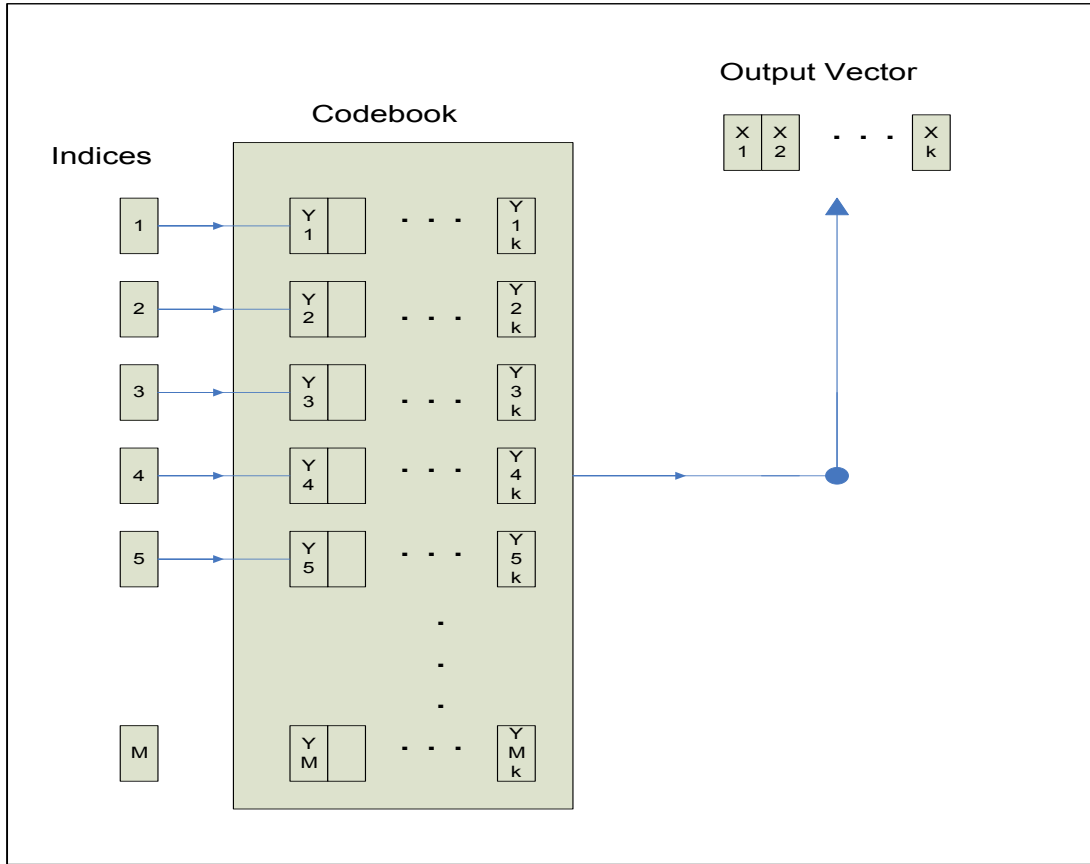 Output Vector
X 1 X 2 - - - X k
Codebook
Indices
1 Y 1 - - - Y 1 k
2 Y 2 - - - Y 2 k
3 Y 3 - - - Y 3 k
4 Y 4 - - - Y 4 k
5 Y 5 - - - Y 5 k
-
-
-
M Y M - - - Y M k